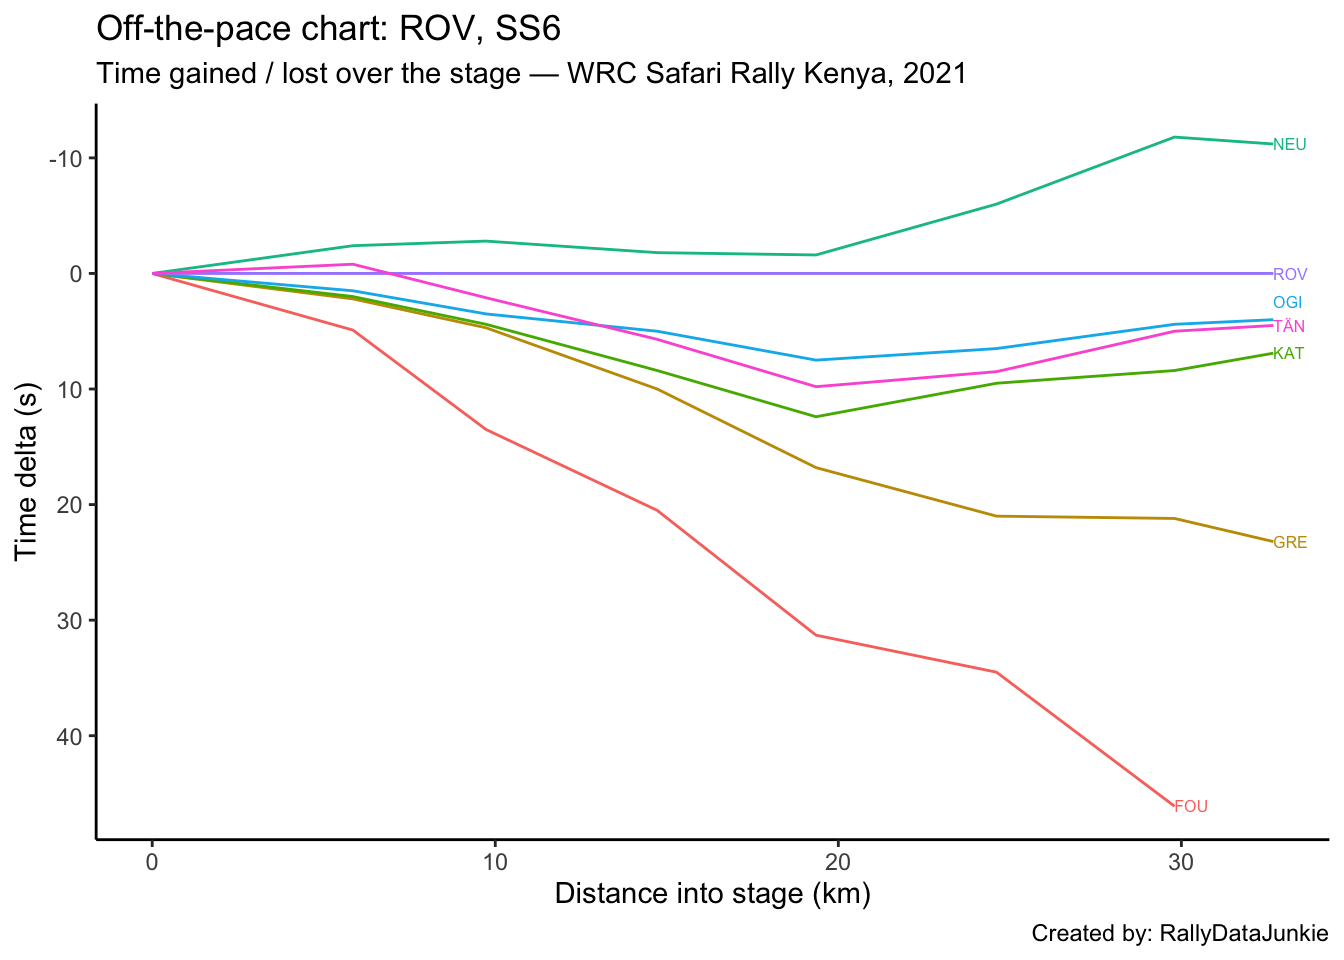 Off-the-pace chart: ROV, SS6
Time gained / lost over the stage — WRC Safari Rally Kenya, 2021
Time delta (s)
-10
0
10
20
30
40
NEU
ROV
OGI
TÄN
KAT
GRE
FOU
0 10 20 30
Distance into stage (km)
Created by: RallyDataJunkie